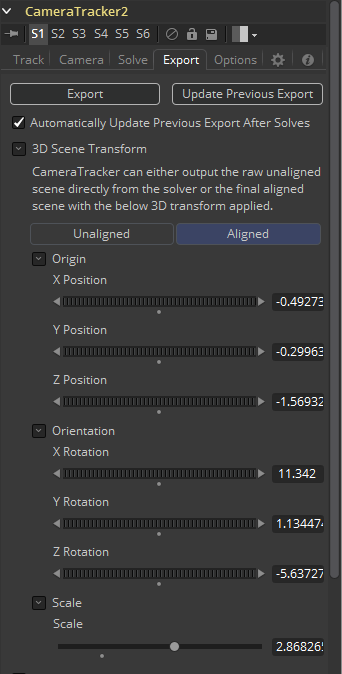 CameraTracker2
S1 S2 S3 S4 S5 S6
Track Camera Solve Export Options
Export Update Previous Export
Automatically Update Previous Export After Solves
3D Scene Transform
CameraTracker can either output the raw unaligned
scene directly from the solver or the final aligned
scene with the below 3D transform applied.
Unaligned Aligned
Origin
X Position
-0.49273
Y Position
-0.29963
Z Position
-1.56932
Orientation
X Rotation
11.342
Y Rotation
1.134474
Z Rotation
-5.63727
Scale
Scale
2.868265